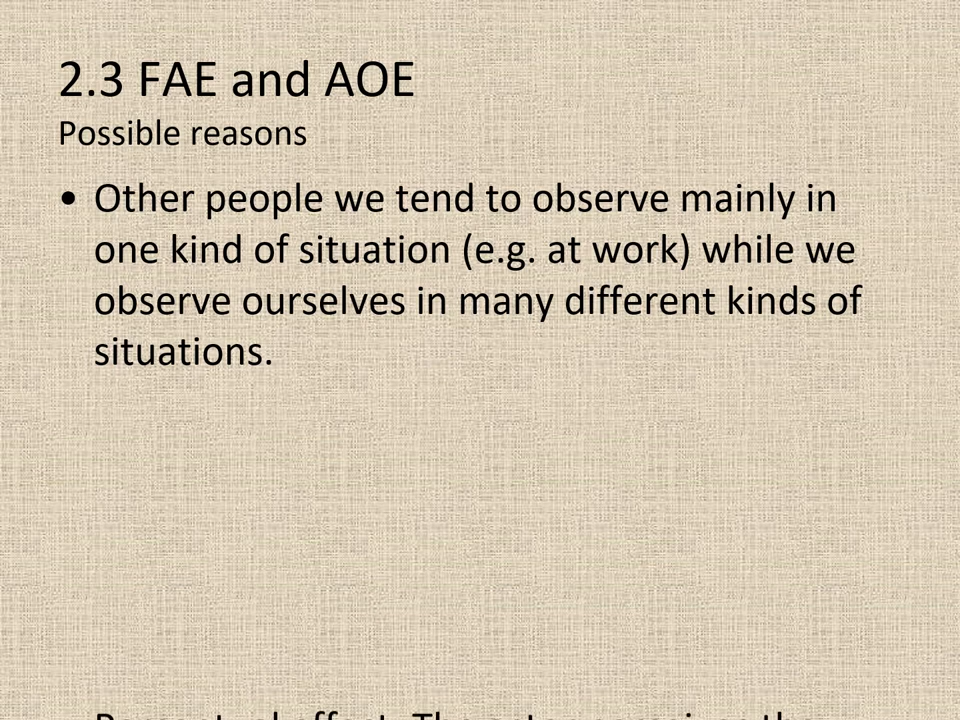 2.3 FAE and AOE
Possible reasons
• Other people we tend to observe mainly in
one kind of situation (e.g. at work) while we
observe ourselves in many different kinds of
situations.